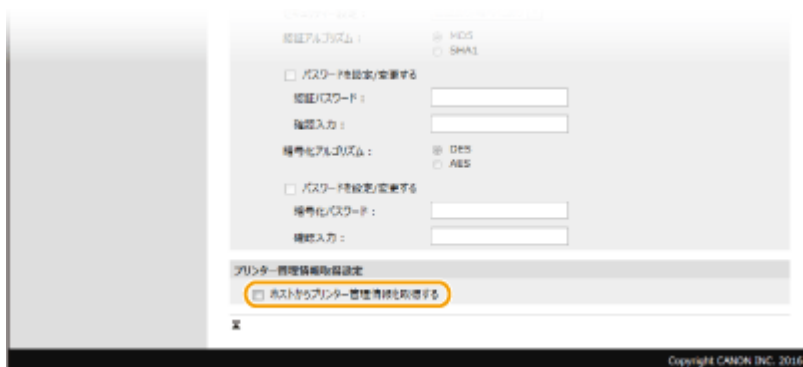 認証アルゴリズム：
MD5
SHA1
パスワードを設定/変更する
認証パスワード：
確認入力：
暗号化アルゴリズム：
DES
AES
パスワードを設定/変更する
暗号化パスワード：
確認入力：
プリンター管理情報取得設定
ホストからプリンター管理情報を取得する
Copyright CANON INC. 2016